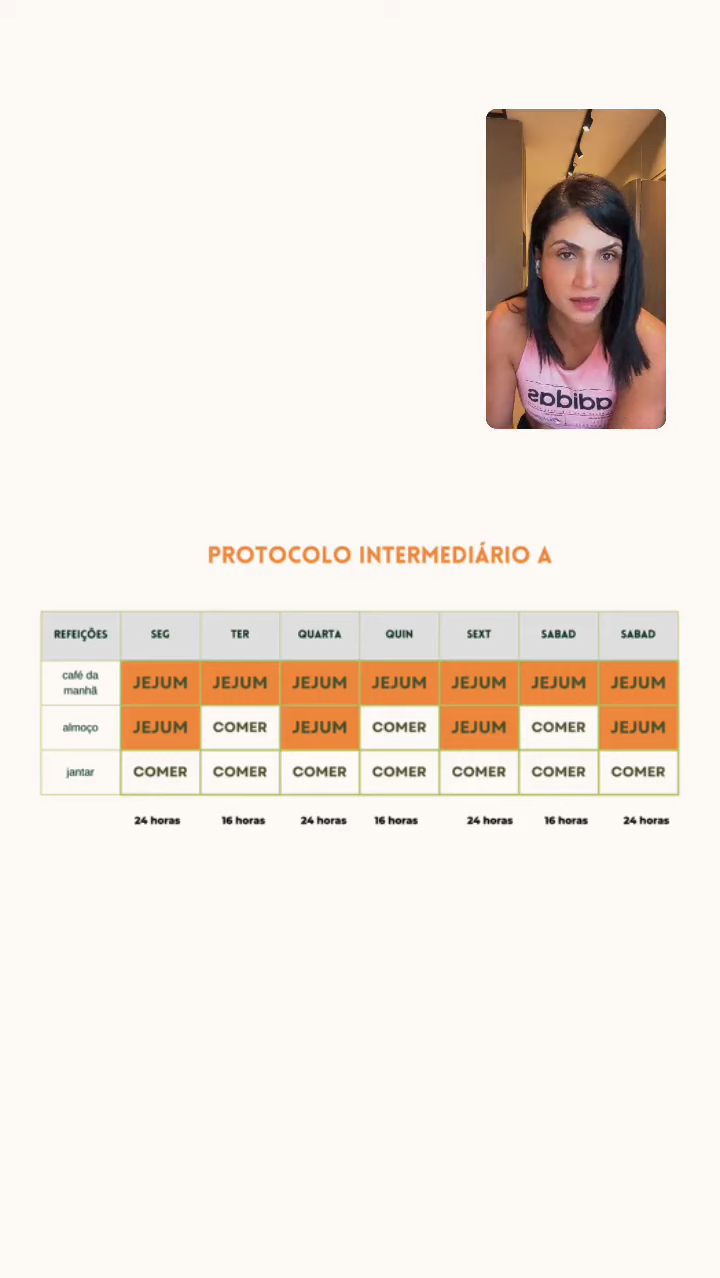 adidas
PROTOCOLO INTERMEDIÁRIO A
REFEIÇÕES SEG TER QUARTA QUIN SEXT SABAD SABAD
café da manhã JEJUM JEJUM JEJUM JEJUM JEJUM JEJUM JEJUM
almoço JEJUM COMER JEJUM COMER JEJUM COMER JEJUM
jantar COMER COMER COMER COMER COMER COMER COMER
24 horas 16 horas 24 horas 16 horas 24 horas 16 horas 24 horas